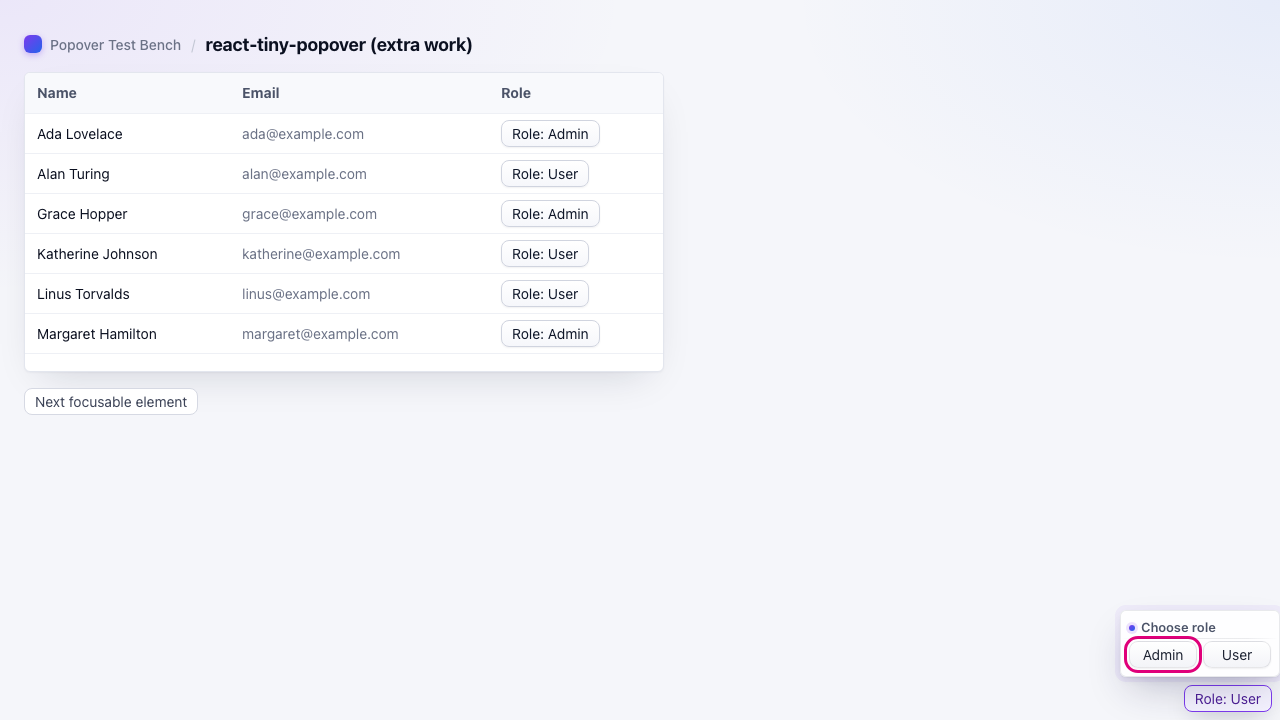 Popover Test Bench / react-tiny-popover (extra work)
Name Email Role
Ada Lovelace ada@example.com Role: Admin
Alan Turing alan@example.com Role: User
Grace Hopper grace@example.com Role: Admin
Katherine Johnson katherine@example.com Role: User
Linus Torvalds linus@example.com Role: User
Margaret Hamilton margaret@example.com Role: Admin
Next focusable element
Choose role
Admin User
Role: User